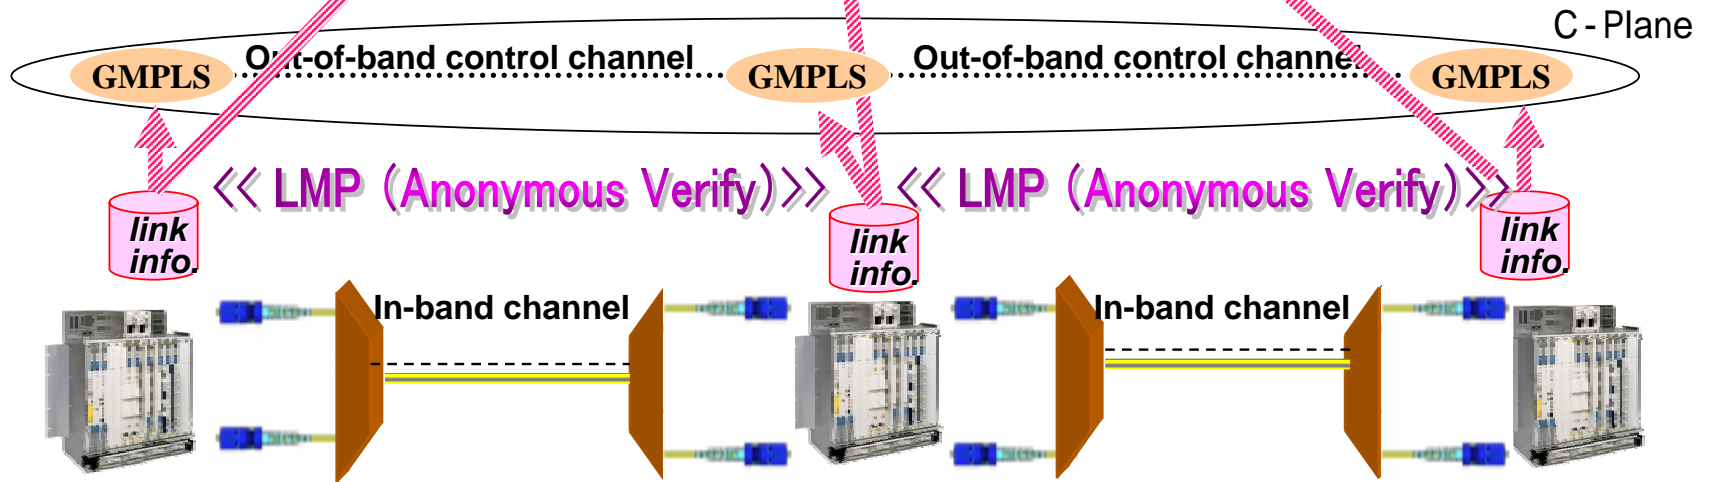 C-Plane
GMPLS Out-of-band control channel GMPLS Out-of-band control channel GMPLS
<< LMP (Anonymous Verify)>> << LMP (Anonymous Verify)>>
link
info.
link
info.
link
info.
In-band channel In-band channel